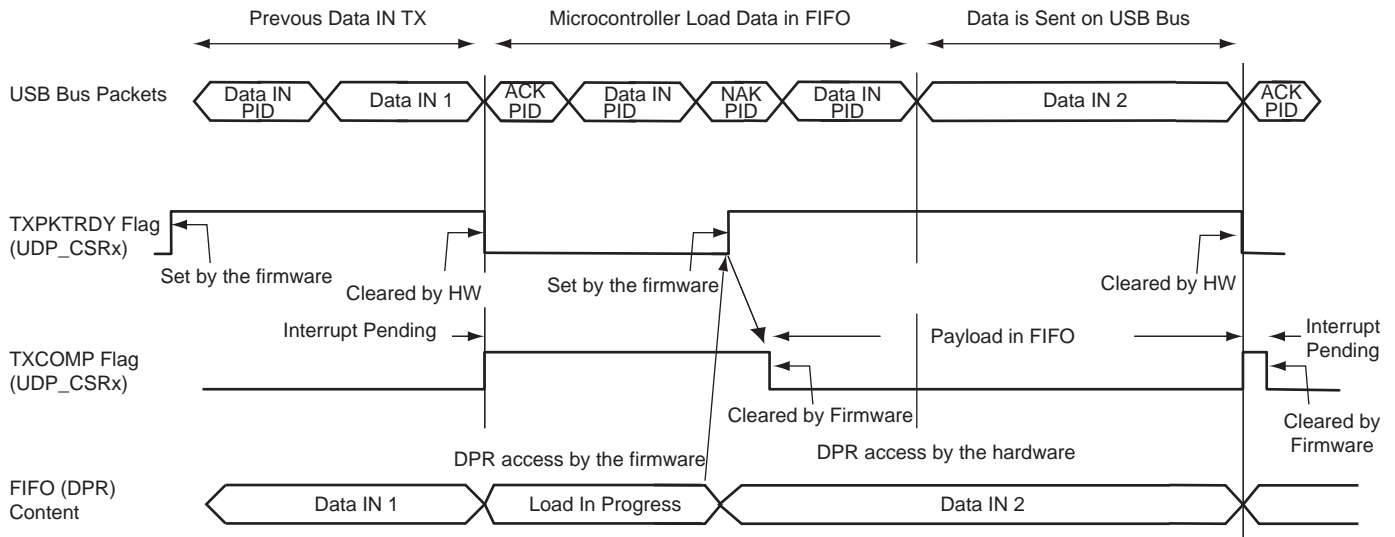 Prevous Data IN TX
Microcontroller Load Data in FIFO
Data is Sent on USB Bus
USB Bus Packets
Data IN
PID
Data IN 1
ACK
PID
Data IN
PID
NAK
PID
Data IN
PID
Data IN 2
ACK
PID
TXPKTRDY Flag
(UDP_CSRx)
Set by the firmware
Cleared by HW
Set by the firmware
Cleared by HW
Interrupt Pending
Payload in FIFO
Interrupt
Pending
TXCOMP Flag
(UDP_CSRx)
Cleared by Firmware
Cleared by
Firmware
DPR access by the firmware
DPR access by the hardware
FIFO (DPR)
Content
Data IN 1
Load In Progress
Data IN 2